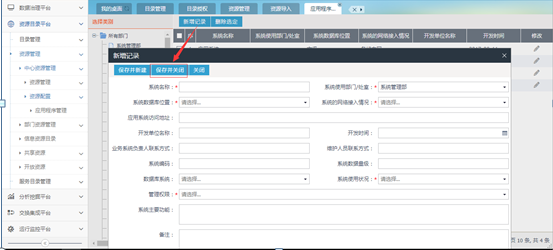 数据治理平台
我的桌面
目录管理
目录授权
资源管理
资源导入
应用程序...
资源目录平台
选择类别
新增记录
删除选定
目录管理
所有部门
系统名称
系统使用部门/处室
系统数据库位置
系统的网络接入情况
开发单位名称
开发时间
修改
系统管理部
资源管理
新增记录
中心资源管理
保存并新建
保存并关闭
关闭
资源管理
系统名称:
系统使用部门/处室:
系统管理部
资源配置
系统数据库位置:
请选择...
系统的网络接入情况:
请选择...
应用程序管理
应用系统访问地址:
部门资源管理
开发单位名称:
开发时间:
信息资源目录
业务系统负责人联系方式:
维护人员联系方式:
共享资源
系统编码:
系统数据量级:
开放资源
数据库系统:
请选择...
系统使用状况:
请选择...
服务目录管理
管理权限:
请选择...
分析挖掘平台
系统主要功能:
交换集成平台
运行监控平台
备注:
页 10 条, 共 4 条